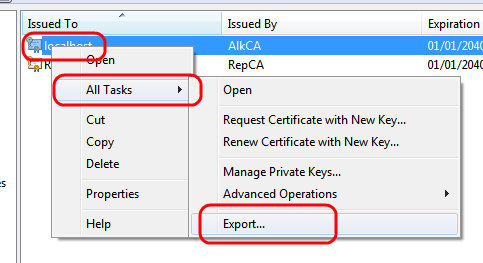 Issued To Issued By Expiration
localhost AlkCA 01/01/2040
R RepCA 01/01/2040
Open
All Tasks Open
Cut Request Certificate with New Key...
Copy Renew Certificate with New Key...
Delete
Manage Private Keys...
Properties Advanced Operations
Help Export...
es